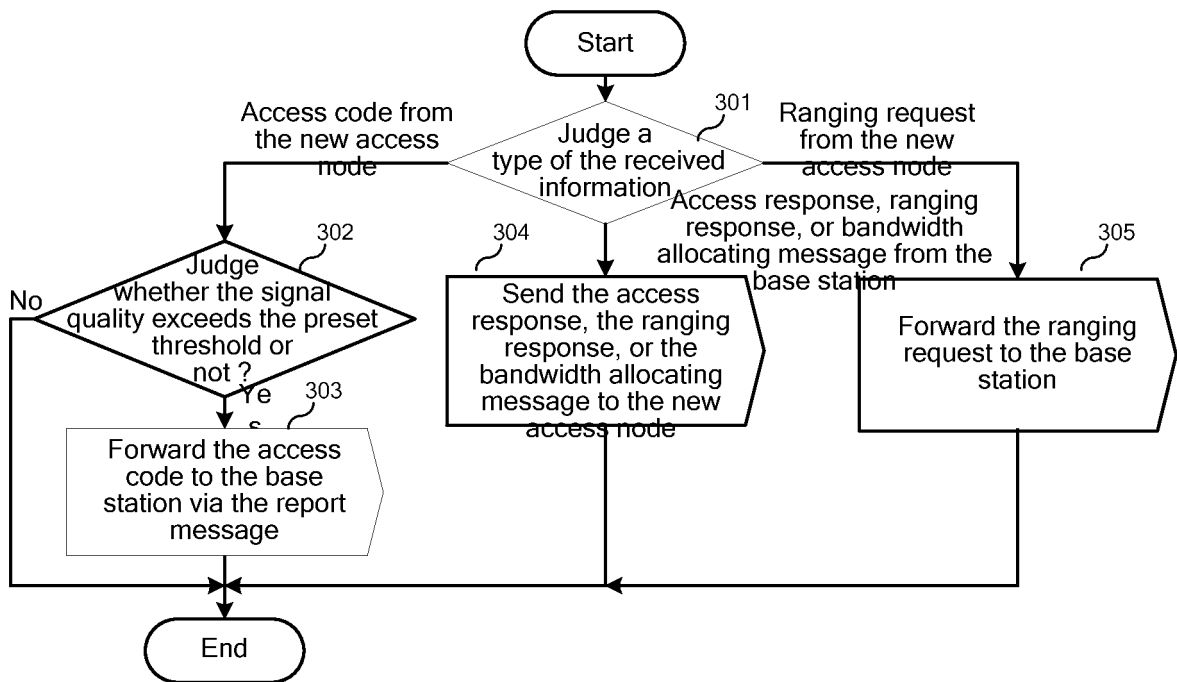 Start
301
Access code from
the new access
node
Judge a
type of the received
information
Ranging request
from the new
access node
Access response, ranging
response, or bandwidth
allocating message from the
base station
302
Judge
whether the signal
quality exceeds the preset
threshold or
not ?
No
Ye
s
303
Forward the access
code to the base
station via the report
message
304
Send the access
response, the ranging
response, or the
bandwidth allocating
message to the new
access node
305
Forward the ranging
request to the base
station
End